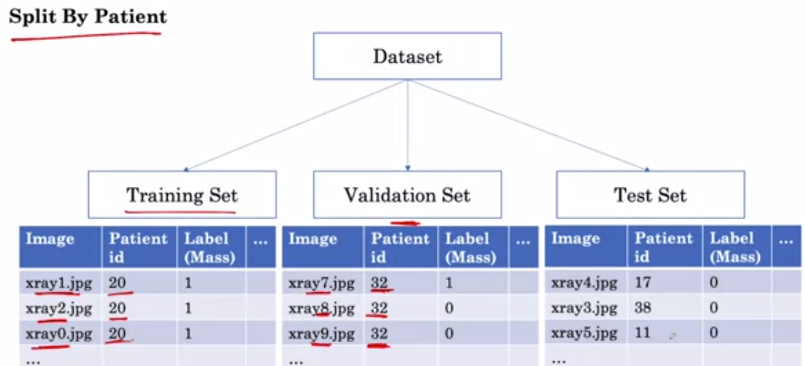 Split By Patient
Dataset
Training Set
Validation Set
Test Set
Image Patient id Label (Mass) ...
xray1.jpg 20 1
xray2.jpg 20 1
xray0.jpg 20 1
...
Image Patient id Label (Mass) ...
xray7.jpg 32 1
xray8.jpg 32 0
xray9.jpg 32 0
...
Image Patient id Label (Mass) ...
xray4.jpg 17 0
xray3.jpg 38 0
xray5.jpg 11 0
...